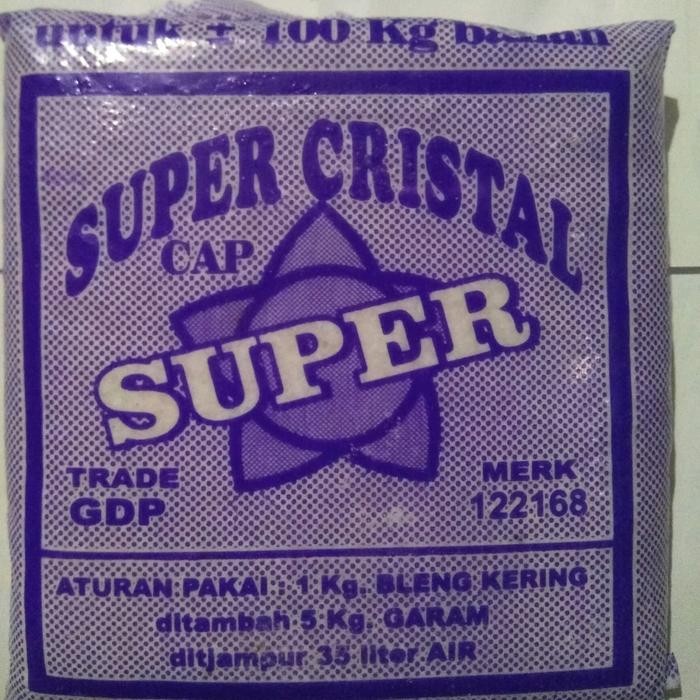 untuk ± 100 Kg bahan
SUPER CRISTAL
CAP
SUPER
TRADE
GDP
MERK
122168
ATURAN PAKAI : 1 Kg. BLENG KERING
ditambah 5 Kg. GARAM
ditjampur 35 liter AIR